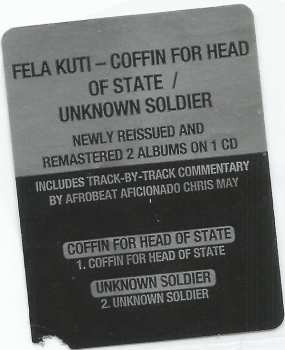 FELA KUTI – COFFIN FOR HEAD
OF STATE /
UNKNOWN SOLDIER
NEWLY REISSUED AND
REMASTERED 2 ALBUMS ON 1 CD
INCLUDES TRACK-BY-TRACK COMMENTARY
BY AFROBEAT AFICIONADO CHRIS MAY
COFFIN FOR HEAD OF STATE
1. COFFIN FOR HEAD OF STATE
UNKNOWN SOLDIER
2. UNKNOWN SOLDIER